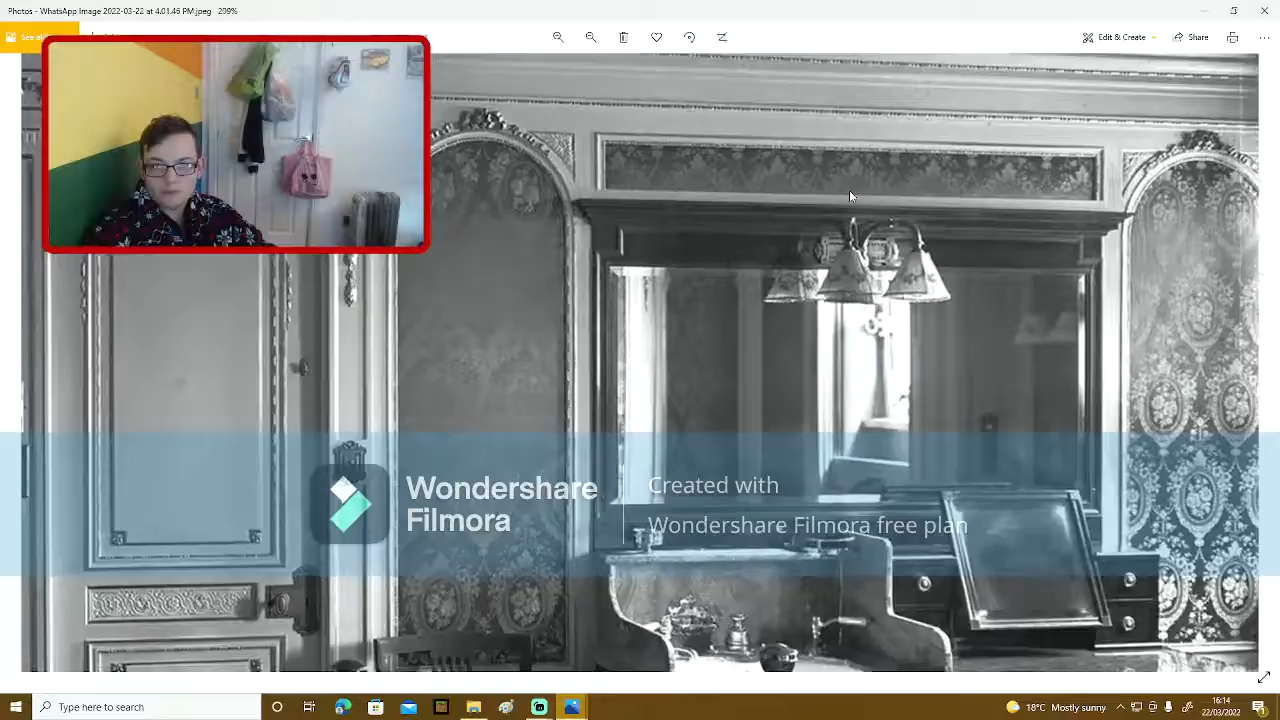 Photos - WhatsApp Image 2022-03-22 at 4.01.46 PM.jpeg - 209%
Edit & Create
Share
Wondershare
Filmora
Created with
Wondershare Filmora free plan
Type here to search
18°C Mostly sunny
16:14
22/03/2022